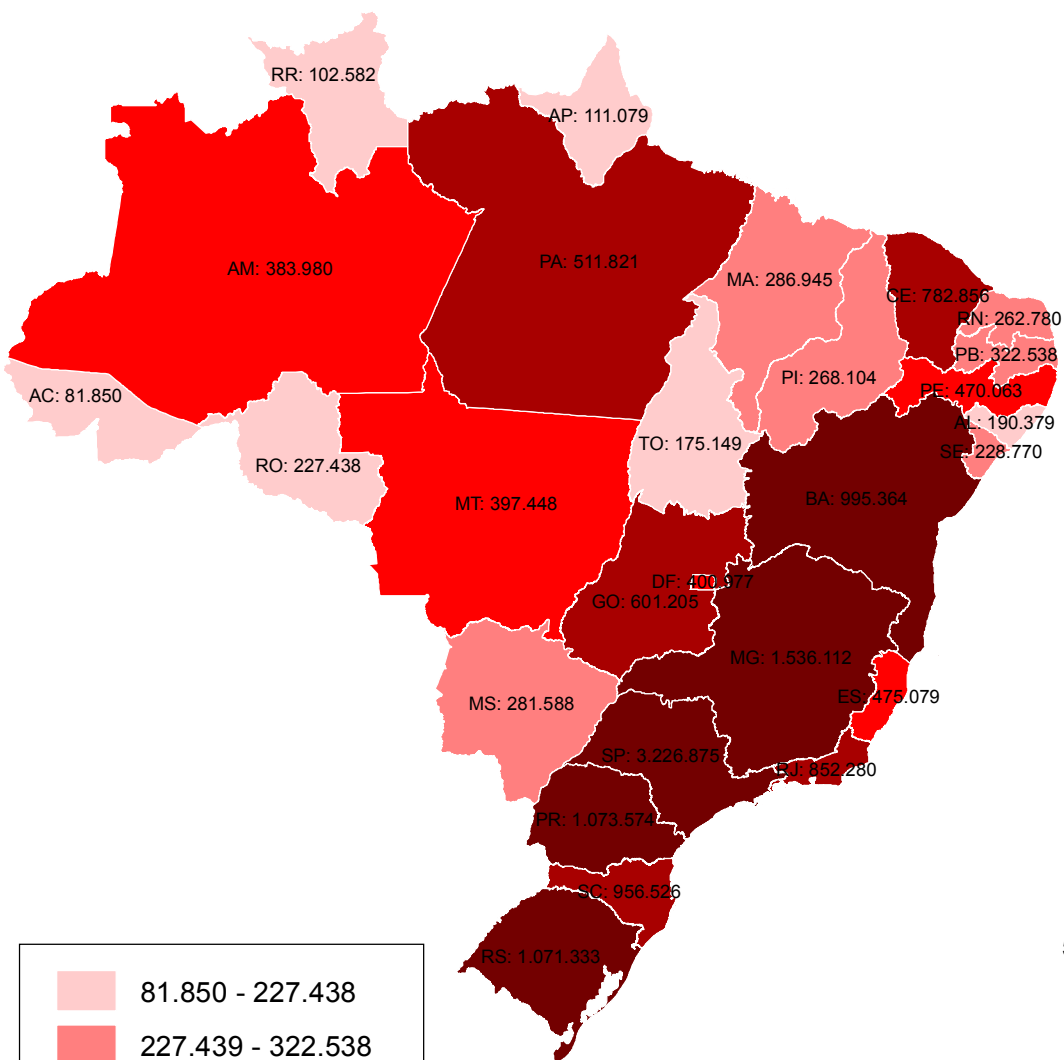 RR: 102.582
AP: 111.079
AM: 383.980
PA: 511.821
MA: 286.945
CE: 782.856
RN: 262.780
PB: 322.538
PI: 268.104
PE: 470.063
AC: 81.850
AL: 190.379
TO: 175.149
SE: 228.770
RO: 227.438
BA: 995.364
MT: 397.448
DF: 400.977
GO: 601.205
MG: 1.536.112
ES: 475.079
MS: 281.588
SP: 3.226.875
RJ: 852.280
PR: 1.073.574
SC: 956.526
RS: 1.071.333
81.850 - 227.438
227.439 - 322.538